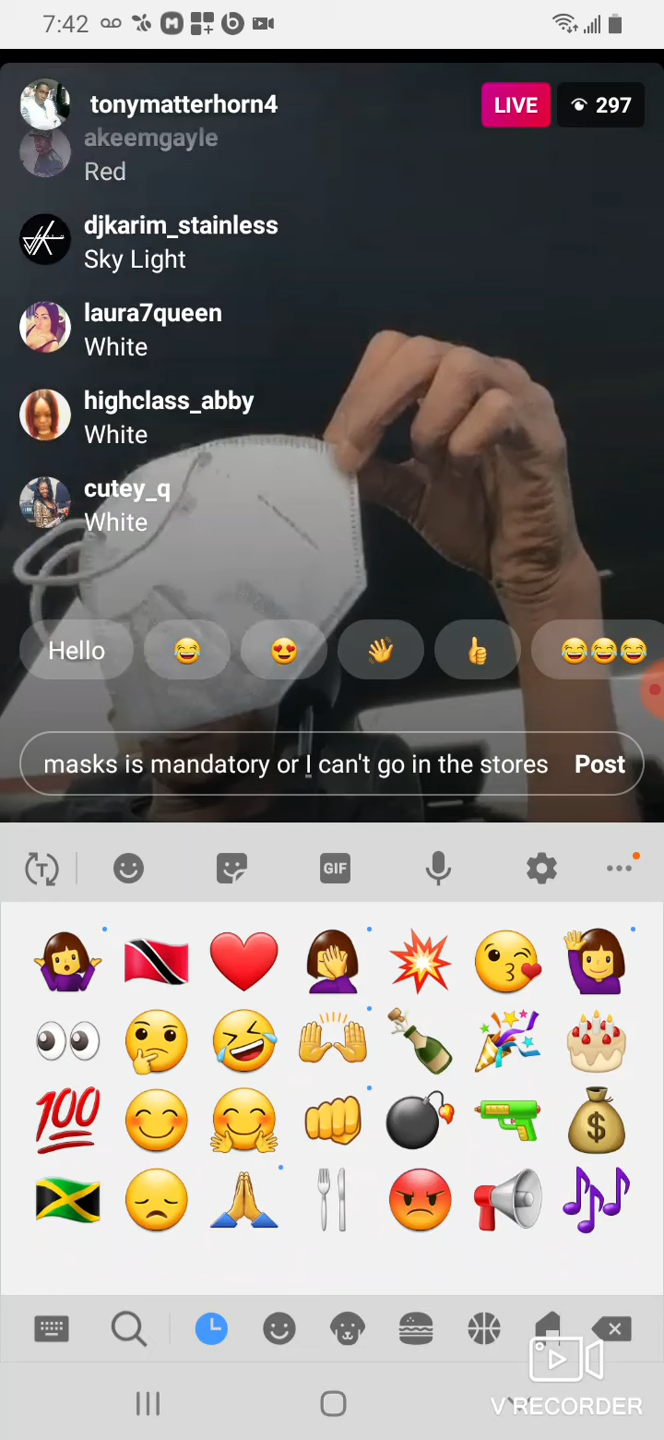 7:42
tonymatterhorn4
LIVE
297
akeemgayle
Red
djkarim_stainless
Sky Light
laura7queen
White
highclass_abby
White
cutey_q
White
Hello
masks is mandatory or I can't go in the stores
Post
T
GIF
100
$
V RECORDER